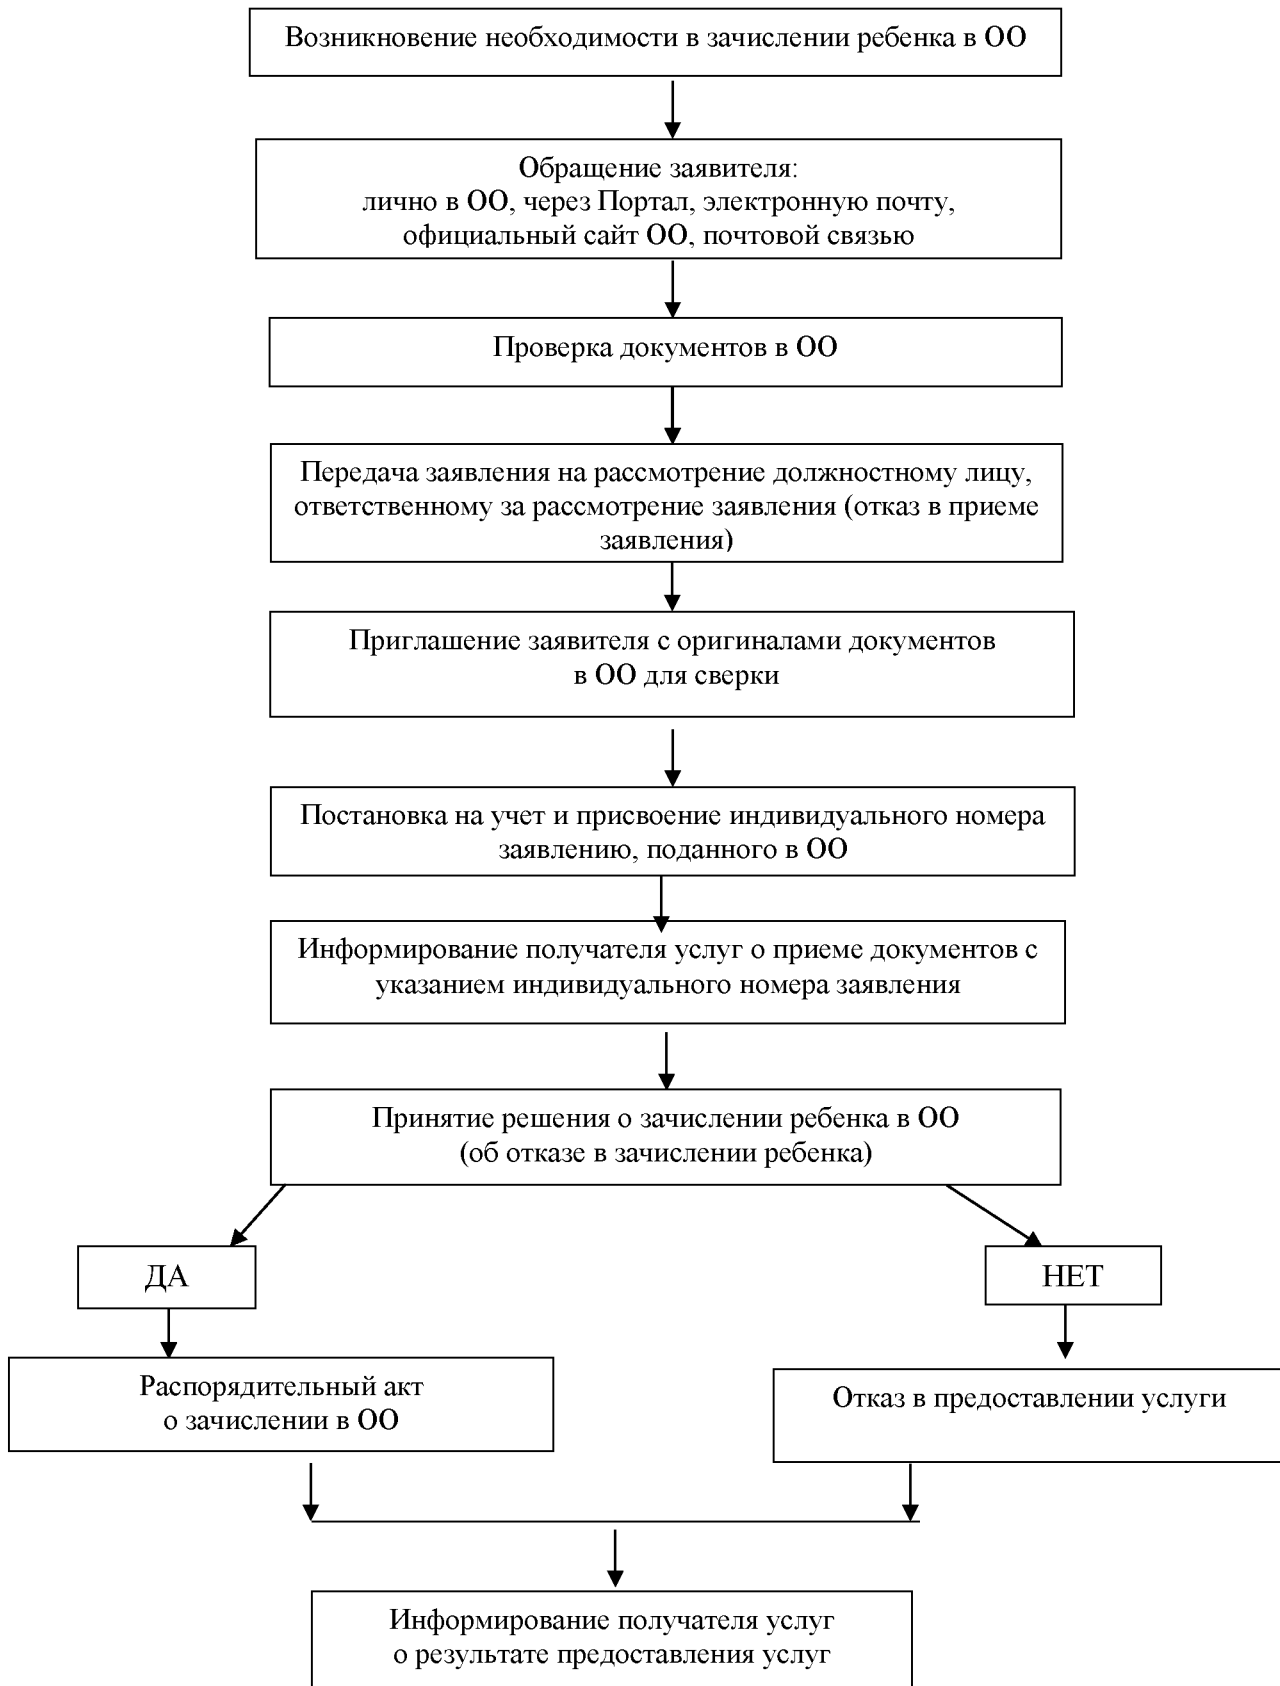 Возникновение необходимости в зачислении ребенка в ОО
Обращение заявителя:
лично в ОО, через Портал, электронную почту,
официальный сайт ОО, почтовой связью
Проверка документов в ОО
Передача заявления на рассмотрение должностному лицу,
ответственному за рассмотрение заявления (отказ в приеме
заявления)
Приглашение заявителя с оригиналами документов
в ОО для сверки
Постановка на учет и присвоение индивидуального номера
заявлению, поданного в ОО
Информирование получателя услуг о приеме документов с
указанием индивидуального номера заявления
Принятие решения о зачислении ребенка в ОО
(об отказе в зачислении ребенка)
ДА
НЕТ
Распорядительный акт
о зачислении в ОО
Отказ в предоставлении услуги
Информирование получателя услуг
о результате предоставления услуг